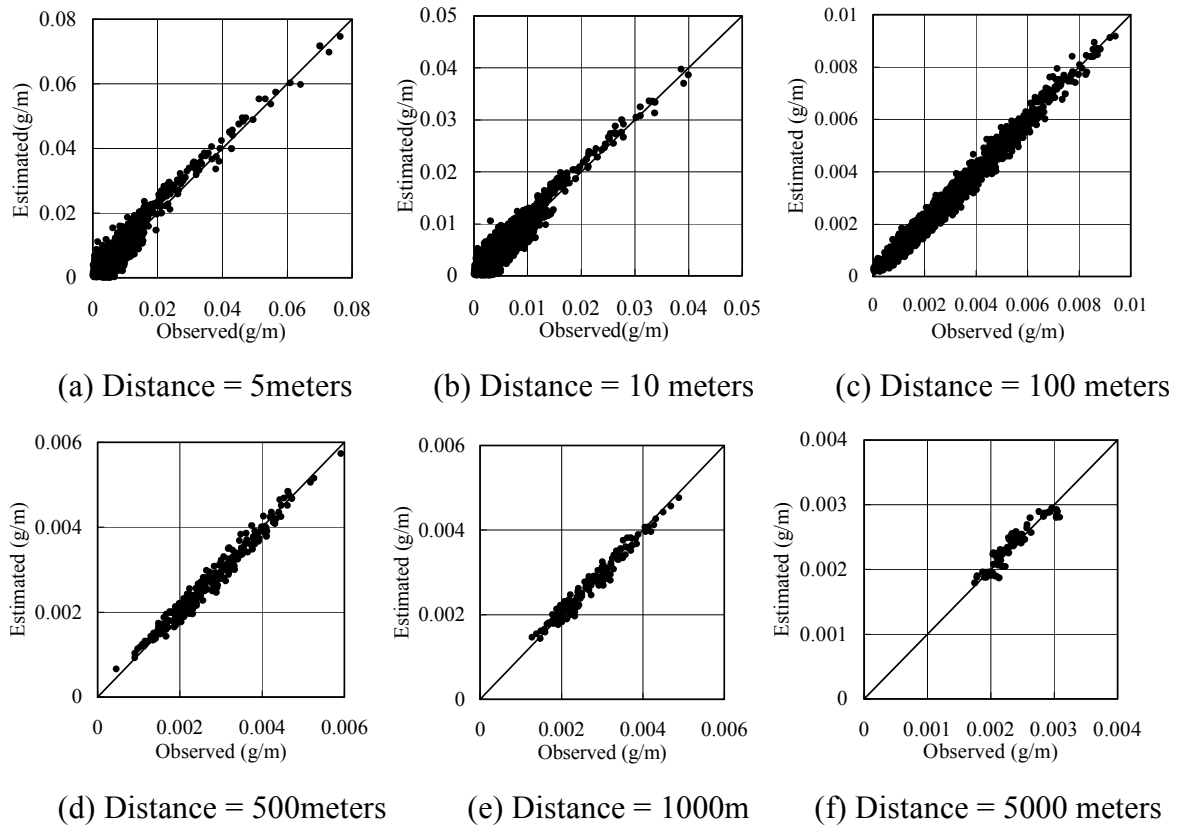 0.08
0.06
0.04
0.02
0
0 0.02 0.04 0.06 0.08
Estimated(g/m)
Observed(g/m)
(a) Distance = 5meters
0.05
0.04
0.03
0.02
0.01
0
0 0.01 0.02 0.03 0.04 0.05
Estimated(g/m)
Observed(g/m)
(b) Distance = 10 meters
0.01
0.008
0.006
0.004
0.002
0
0 0.002 0.004 0.006 0.008 0.01
Estimated (g/m)
Observed (g/m)
(c) Distance = 100 meters
0.006
0.004
0.002
0
0 0.002 0.004 0.006
Estimated (g/m)
Observed (g/m)
(d) Distance = 500meters
0.006
0.004
0.002
0
0 0.002 0.004 0.006
Estimated (g/m)
Observed (g/m)
(e) Distance = 1000m
0.004
0.003
0.002
0.001
0
0 0.001 0.002 0.003 0.004
Estimated (g/m)
Observed (g/m)
(f) Distance = 5000 meters